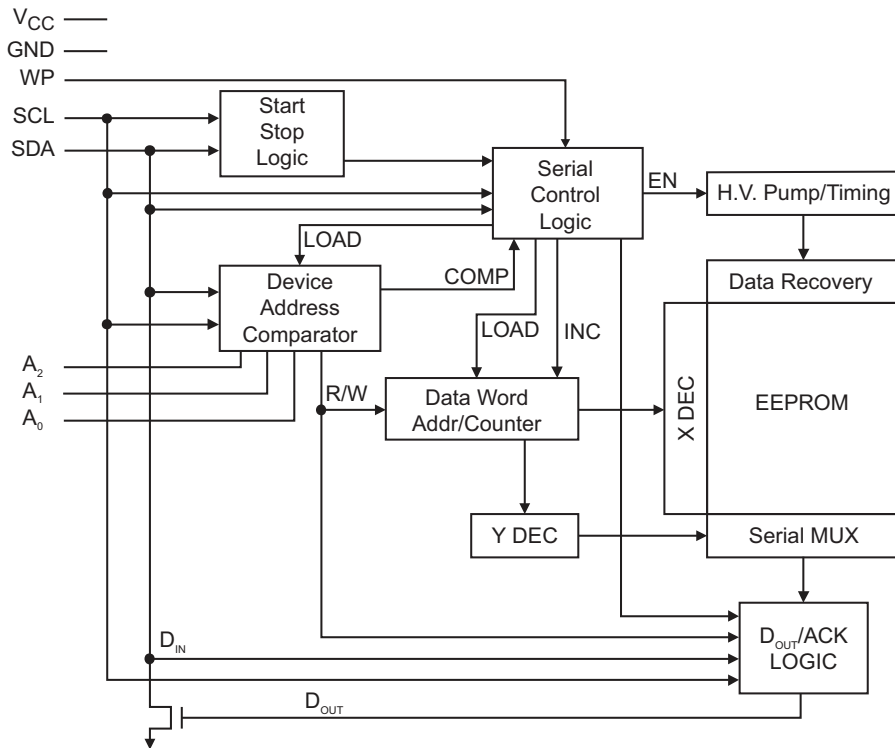 VCC
GND
WP
SCL
SDA
Start
Stop
Logic
Serial
Control
Logic
EN
H.V. Pump/Timing
LOAD
COMP
Device
Address
Comparator
Data Recovery
LOAD
INC
A2
A1
A0
R/W
Data Word
Addr/Counter
X DEC
EEPROM
Y DEC
Serial MUX
DIN
DOUT/ACK
LOGIC
DOUT